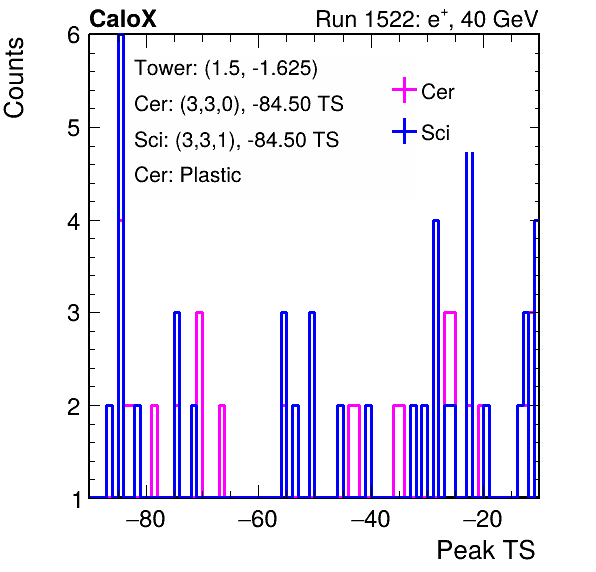 CaloX Run 1522: e⁺, 40 GeV
Counts
Tower: (1.5, -1.625)
Cer: (3,3,0), -84.50 TS
Sci: (3,3,1), -84.50 TS
Cer: Plastic
Cer
Sci
6
5
4
3
2
1
−80 −60 −40 −20
Peak TS